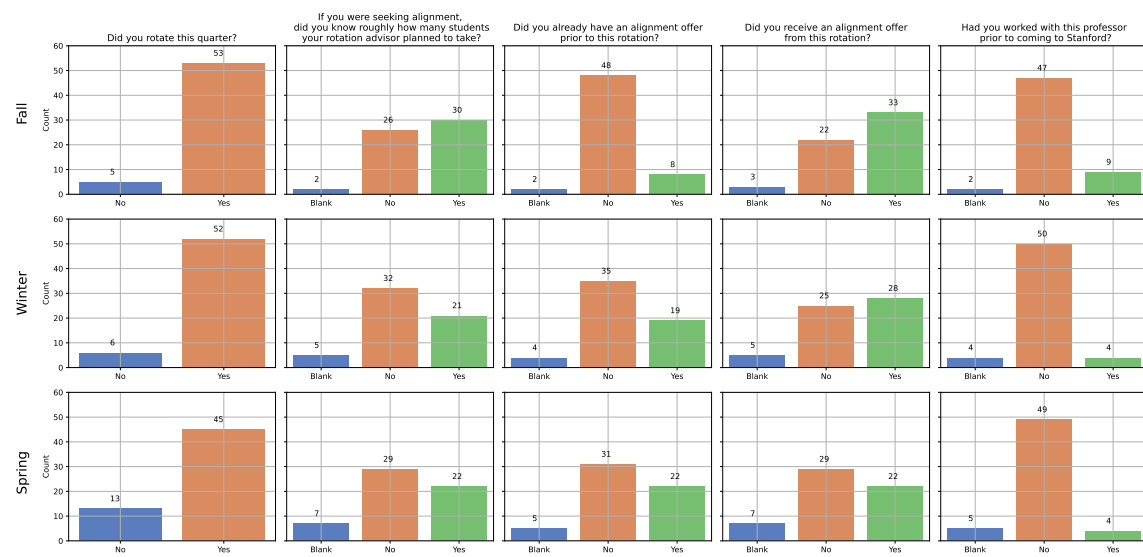 Did you rotate this quarter?
If you were seeking alignment,
did you know roughly how many students
your rotation advisor planned to take?
Did you already have an alignment offer
prior to this rotation?
Did you receive an alignment offer
from this rotation?
Had you worked with this professor
prior to coming to Stanford?
Fall
Count
60
50
40
30
20
10
0
5
53
No
Yes
2
26
30
Blank
No
Yes
2
48
8
Blank
No
Yes
3
22
33
Blank
No
Yes
2
47
9
Blank
No
Yes
Winter
Count
60
50
40
30
20
10
0
6
52
No
Yes
5
32
21
Blank
No
Yes
4
35
19
Blank
No
Yes
5
25
28
Blank
No
Yes
4
50
4
Blank
No
Yes
Spring
Count
60
50
40
30
20
10
0
13
45
No
Yes
7
29
22
Blank
No
Yes
5
31
22
Blank
No
Yes
7
29
22
Blank
No
Yes
5
49
4
Blank
No
Yes